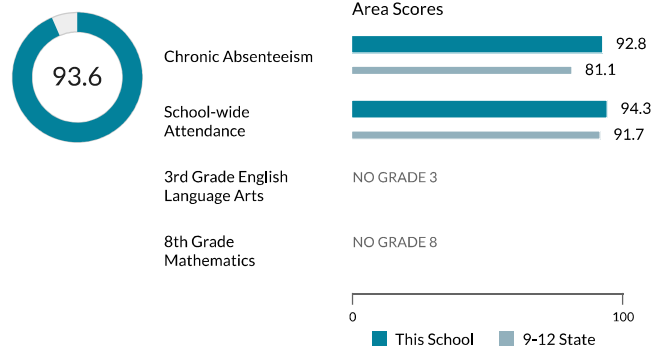 Area Scores
93.6
Chronic Absenteeism
92.8
81.1
School-wide
Attendance
94.3
91.7
3rd Grade English
Language Arts
NO GRADE 3
8th Grade
Mathematics
NO GRADE 8
0
100
This School
9-12 State